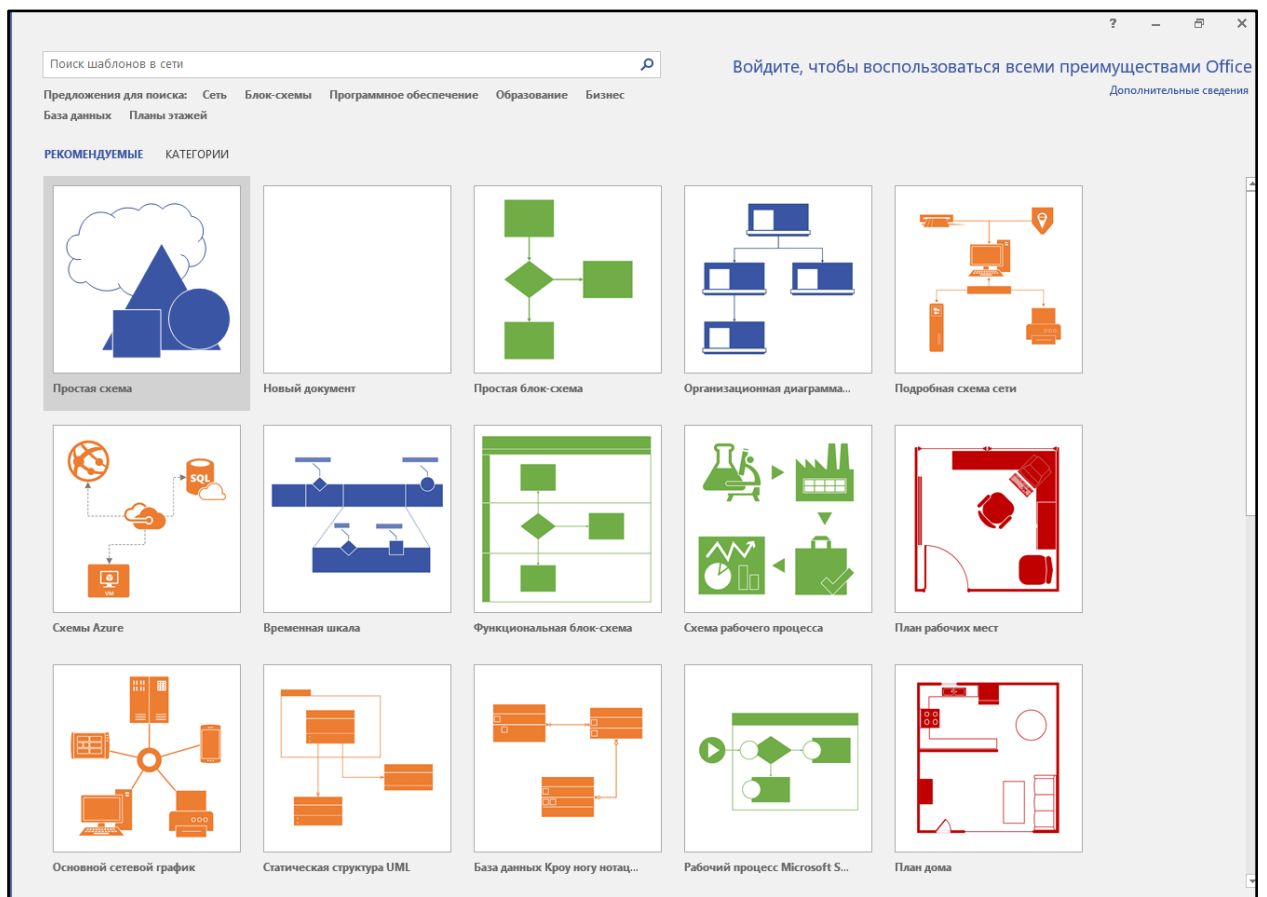 ?
Поиск шаблонов в сети
Войдите, чтобы воспользоваться всеми преимуществами Office
Дополнительные сведения
Предложения для поиска: Сеть Блок-схемы Программное обеспечение Образование Бизнес
База данных Планы этажей
РЕКОМЕНДУЕМЫЕ КАТЕГОРИИ
Простая схема Новый документ Простая блок-схема Организационная диаграмма... Подробная схема сети
SQL
VM
Схемы Azure Временная шкала Функциональная блок-схема Схема рабочего процесса План рабочих мест
Основной сетевой график Статическая структура UML База данных Кроу ногу нотац... Рабочий процесс Microsoft S... План дома